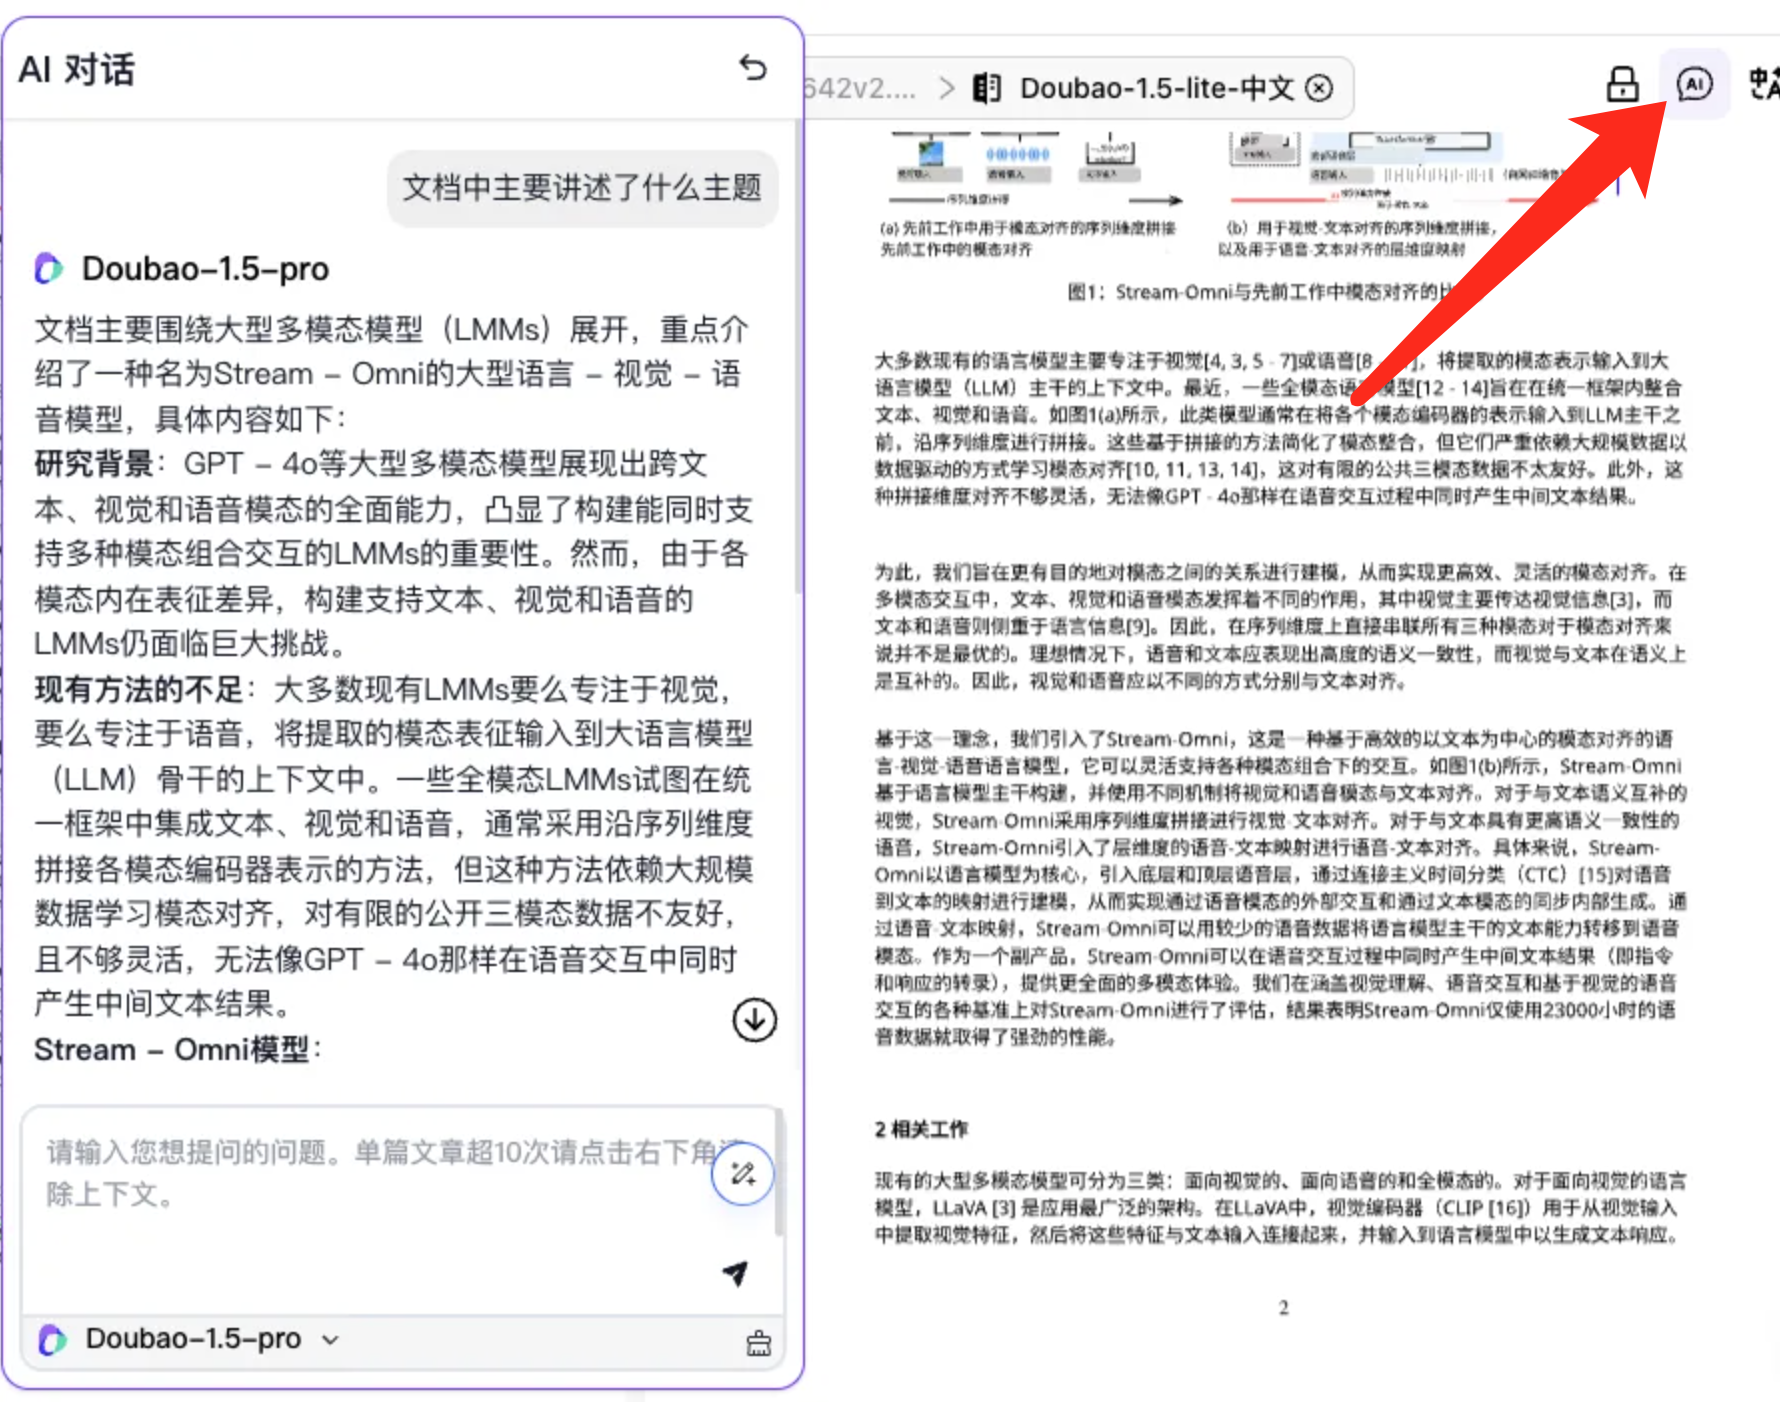 AI 对话
文档中主要讲述了什么主题
Doubao-1.5-pro
文档主要围绕大型多模态模型（LMMs）展开，重点介
绍了一种名为Stream – Omni的大型语言 – 视觉 – 语
音模型，具体内容如下：
研究背景：GPT – 4o等大型多模态模型展现出跨文
本、视觉和语音模态的全面能力，凸显了构建能同时支
持多种模态组合交互的LMMs的重要性。然而，由于各
模态内在表征差异，构建支持文本、视觉和语音的
LMMs仍面临巨大挑战。
现有方法的不足：大多数现有LMMs要么专注于视觉，
要么专注于语音，将提取的模态表征输入到大语言模型
（LLM）骨干的上下文中。一些全模态LMMs试图在统
一框架中集成文本、视觉和语音，通常采用沿序列维度
拼接各模态编码器表示的方法，但这种方法依赖大规模
数据学习模态对齐，对有限的公开三模态数据不友好，
且不够灵活，无法像GPT – 4o那样在语音交互中同时
产生中间文本结果。
Stream – Omni模型：
请输入您想提问的问题。单篇文章超10次请点击右下角
除上下文。
Doubao-1.5-pro
642v2.... > Doubao-1.5-lite-中文
AI
(a) 先前工作中用于模态对齐的序列维度拼接
先前工作中的模态对齐
（b）用于视觉-文本对齐的序列维度拼接，
以及用于语音-文本对齐的层维度映射
图1：Stream-Omni与先前工作中模态对齐的
大多数现有的语言模型主要专注于视觉[4, 3, 5 - 7]或语音[8 ，将提取的模态表示输入到大
语言模型（LLM）主干的上下文中。最近，一些全模态语 模型[12 - 14]旨在在统一框架内整合
文本、视觉和语音。如图1(a)所示，此类模型通常在将各个模态编码器的表示输入到LLM主干之
前，沿序列维度进行拼接。这些基于拼接的方法简化了模态整合，但它们严重依赖大规模数据以
数据驱动的方式学习模态对齐[10, 11, 13, 14]，这对有限的公共三模态数据不太友好。此外，这
种拼接维度对齐不够灵活，无法像GPT - 4o那样在语音交互过程中同时产生中间文本结果。
为此，我们旨在更有目的地对模态之间的关系进行建模，从而实现更高效、灵活的模态对齐。在
多模态交互中，文本、视觉和语音模态发挥着不同的作用，其中视觉主要传达视觉信息[3]，而
文本和语音则侧重于语言信息[9]。因此，在序列维度上直接串联所有三种模态对于模态对齐来
说并不是最优的。理想情况下，语音和文本应表现出高度的语义一致性，而视觉与文本在语义上
是互补的。因此，视觉和语音应以不同的方式分别与文本对齐。
基于这一理念，我们引入了Stream-Omni，这是一种基于高效的以文本为中心的模态对齐的语
言-视觉-语音语言模型，它可以灵活支持各种模态组合下的交互。如图1(b)所示，Stream-Omni
基于语言模型主干构建，并使用不同机制将视觉和语音模态与文本对齐。对于与文本语义互补的
视觉，Stream-Omni采用序列维度拼接进行视觉-文本对齐。对于与文本具有更高语义一致性的
语音，Stream-Omni引入了层维度的语音-文本映射进行语音-文本对齐。具体来说，Stream-
Omni以语言模型为核心，引入底层和顶层语音层，通过连接主义时间分类（CTC）[15]对语音
到文本的映射进行建模，从而实现通过语音模态的外部交互和通过文本模态的同步内部生成。通
过语音-文本映射，Stream-Omni可以用较少的语音数据将语言模型主干的文本能力转移到语音
模态。作为一个副产品，Stream-Omni可以在语音交互过程中同时产生中间文本结果（即指令
和响应的转录），提供更全面的多模态体验。我们在涵盖视觉理解、语音交互和基于视觉的语音
交互的各种基准上对Stream-Omni进行了评估，结果表明Stream-Omni仅使用23000小时的语
音数据就取得了强劲的性能。
2 相关工作
现有的大型多模态模型可分为三类：面向视觉的、面向语音的和全模态的。对于面向视觉的语言
模型，LLaVA [3] 是应用最广泛的架构。在LLaVA中，视觉编码器（CLIP [16]）用于从视觉输入
中提取视觉特征，然后将这些特征与文本输入连接起来，并输入到语言模型中以生成文本响应。
2